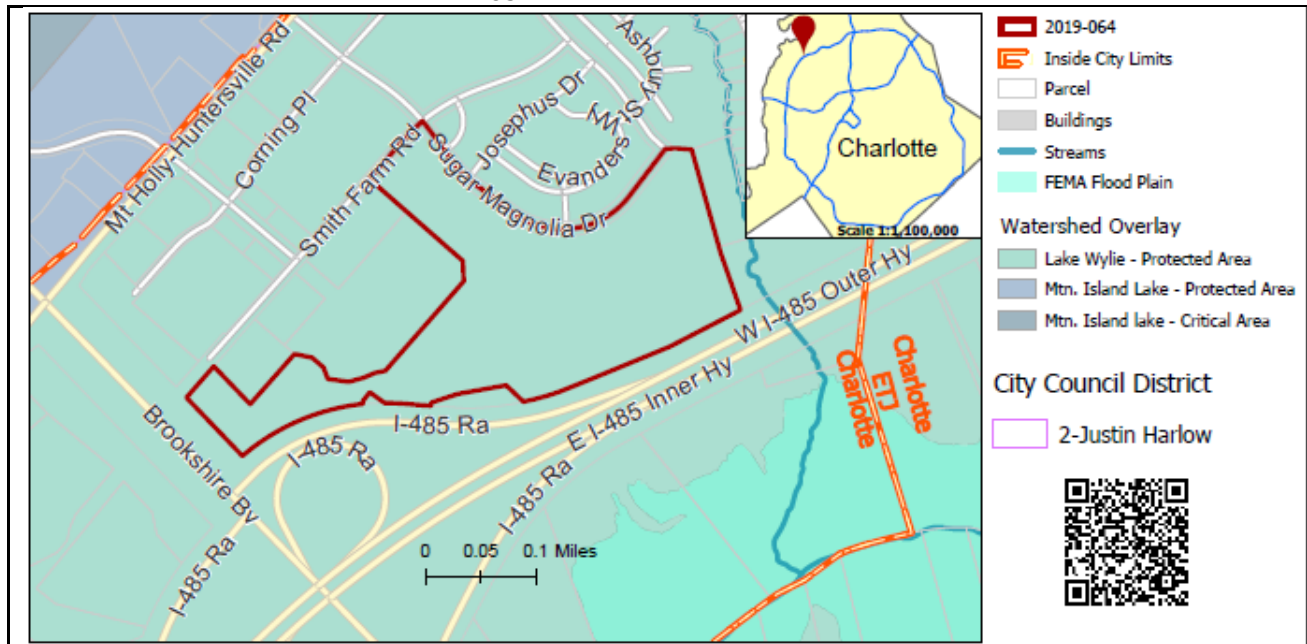 Mt Holly-Huntersville Rd
Corning Pl
Smith Farm Rd
Sugar Magnolia Dr
Josephus Dr
Evanders Wy
Ashbury St
Brookshire Bv
I-485 Ra
I-485 Ra
I-485 Ra
I-485 Ra
W I-485 Outer Hy
E I-485 Inner Hy
Charlotte
ETJ
Charlotte
0 0.05 0.1 Miles
Charlotte
Scale 1:1,100,000
2019-064
Inside City Limits
Parcel
Buildings
Streams
FEMA Flood Plain
Watershed Overlay
Lake Wylie - Protected Area
Mtn. Island Lake - Protected Area
Mtn. Island lake - Critical Area
City Council District
2-Justin Harlow